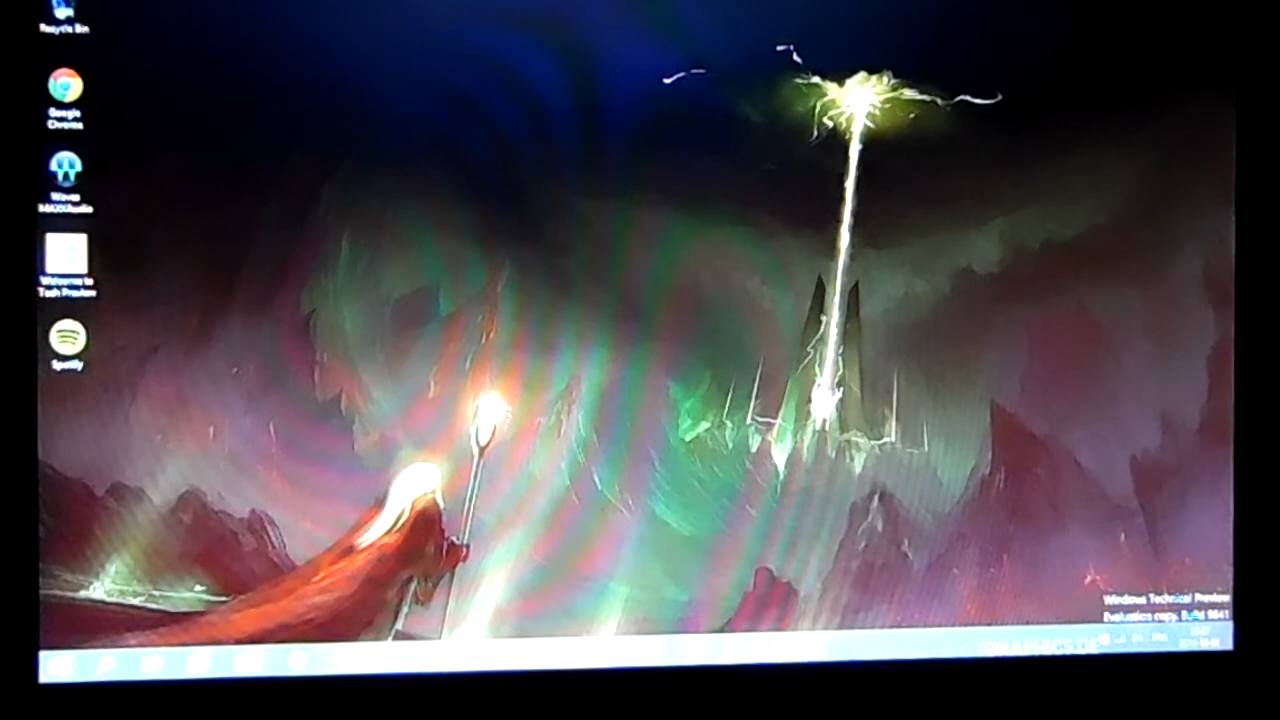 Recycle Bin
Google
Chrome
Waves
MAXXAudio
Welcome to
Tech Preview
Spotify
Windows Technical Preview
Evaluation copy. Build 9841